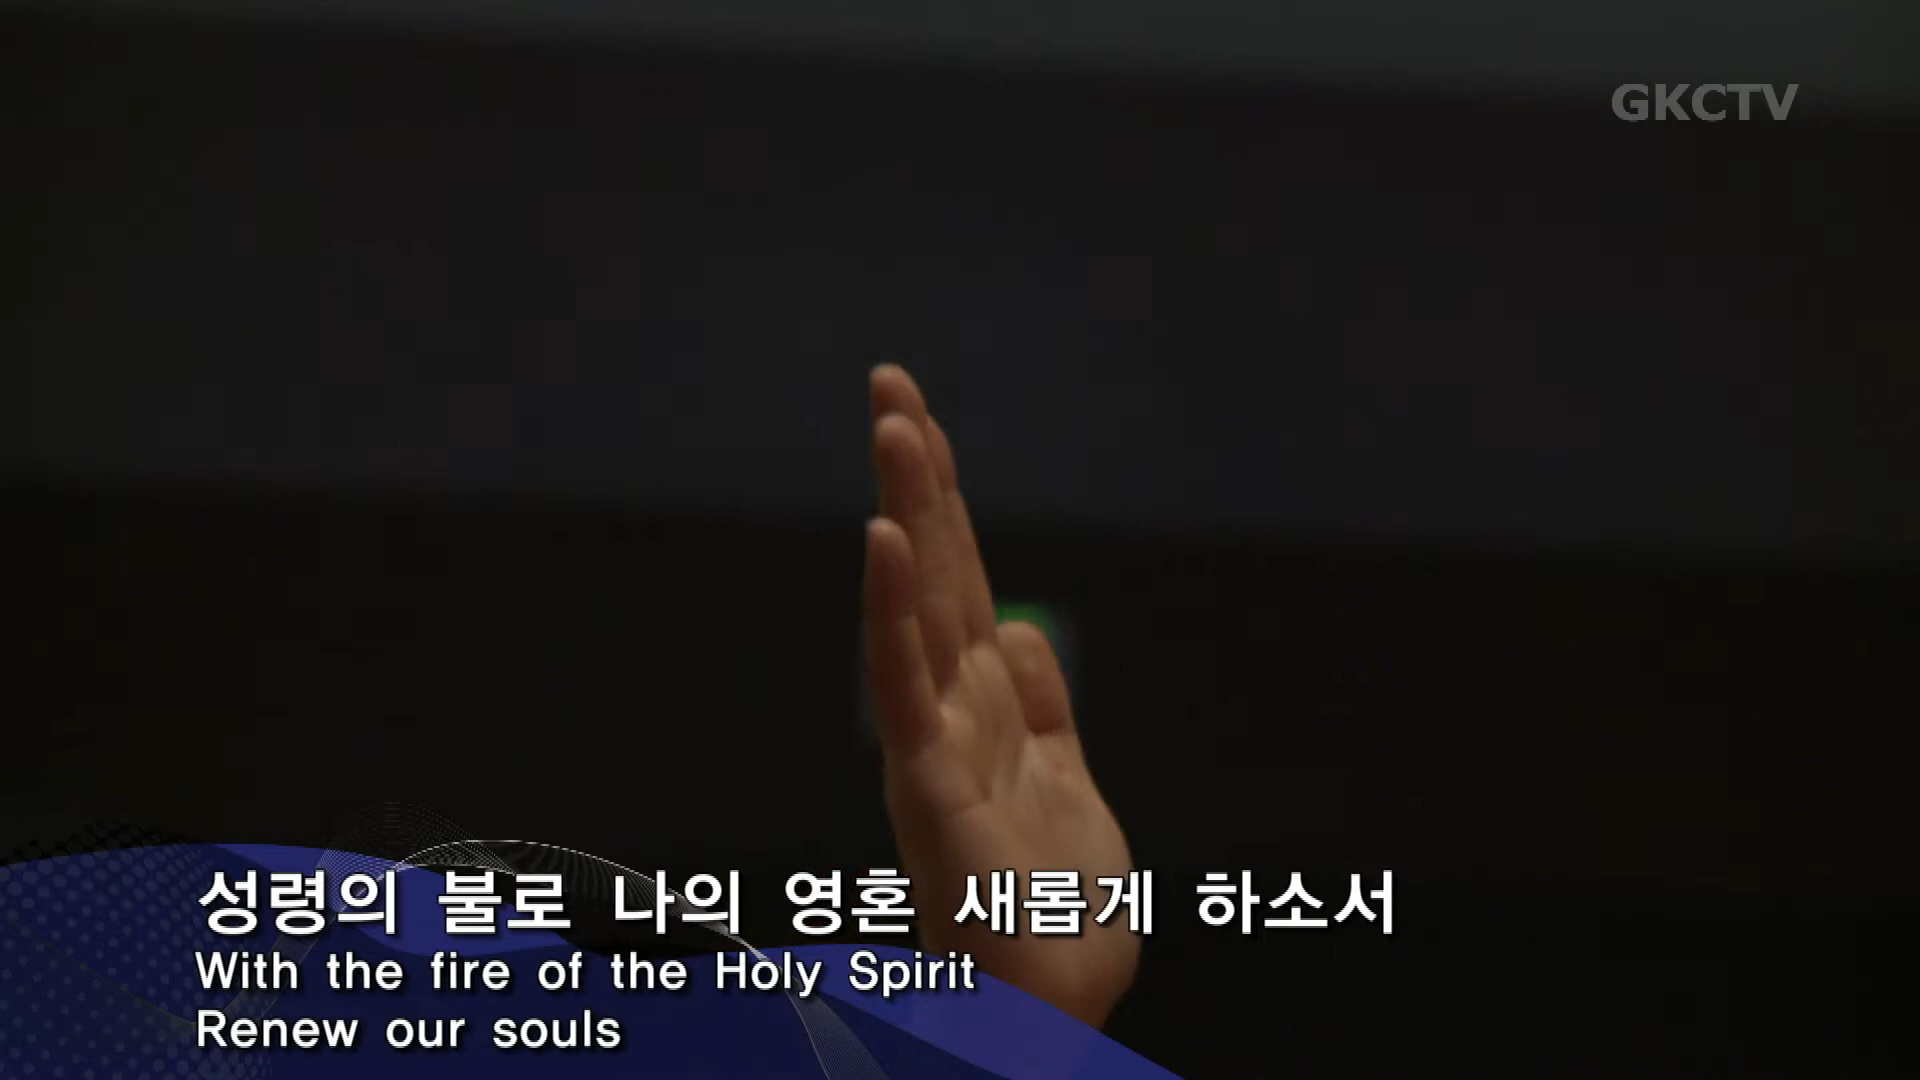 GKCTV
성령의 불로 나의 영혼 새롭게 하소서
With the fire of the Holy Spirit
Renew our souls